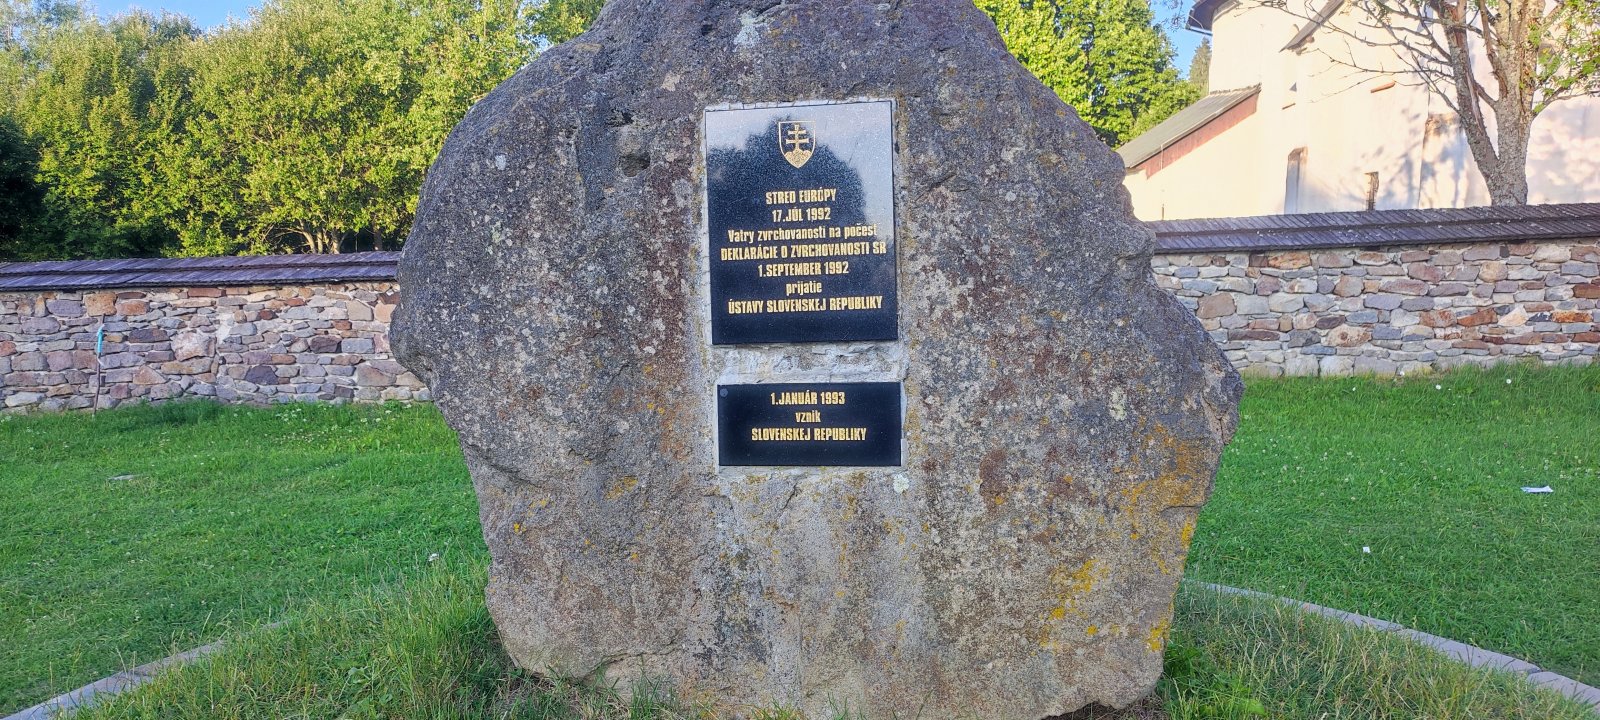 STRED EURÓPY
17.JÚL 1992
Vatry zvrchovanosti na počesť
DEKLARÁCIE O ZVRCHOVANOSTI SR
1.SEPTEMBER 1992
prijatie
ÚSTAVY SLOVENSKEJ REPUBLIKY
1.JANUÁR 1993
vznik
SLOVENSKEJ REPUBLIKY